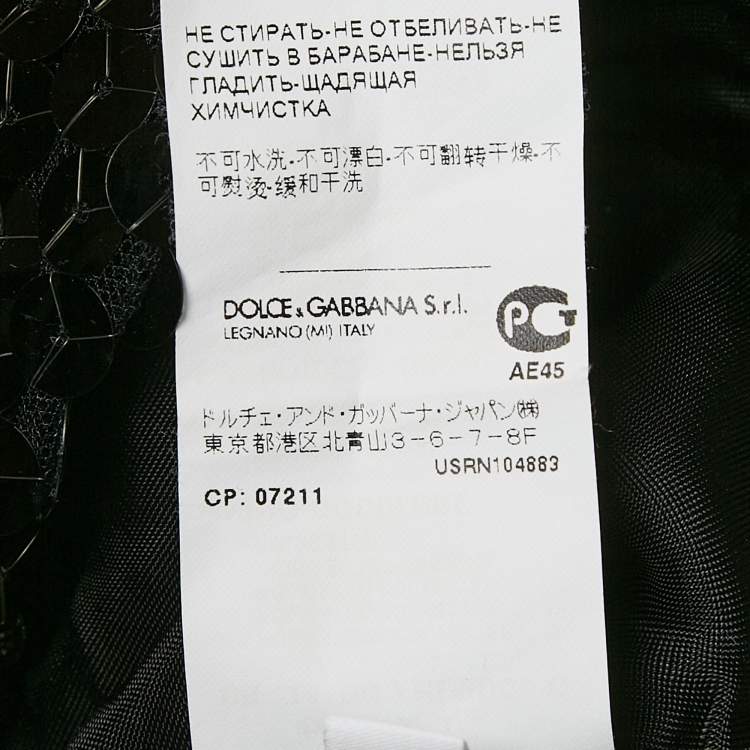 НЕ СТИРАТЬ-НЕ ОТБЕЛИВАТЬ-НЕ
СУШИТЬ В БАРАБАНЕ-НЕЛЬЗЯ
ГЛАДИТЬ-ЩАДЯЩАЯ
ХИМЧИСТКА
不可水洗-不可漂白-不可翻转干燥-不
可熨烫-缓和干洗
DOLCE & GABBANA S.r.l.
LEGNANO (MI) ITALY
РСТ
AE45
ドルチェ・アンド・ガッバーナ・ジャパン㈱
東京都港区北青山3-6-7-8F
USRN104883
CP: 07211